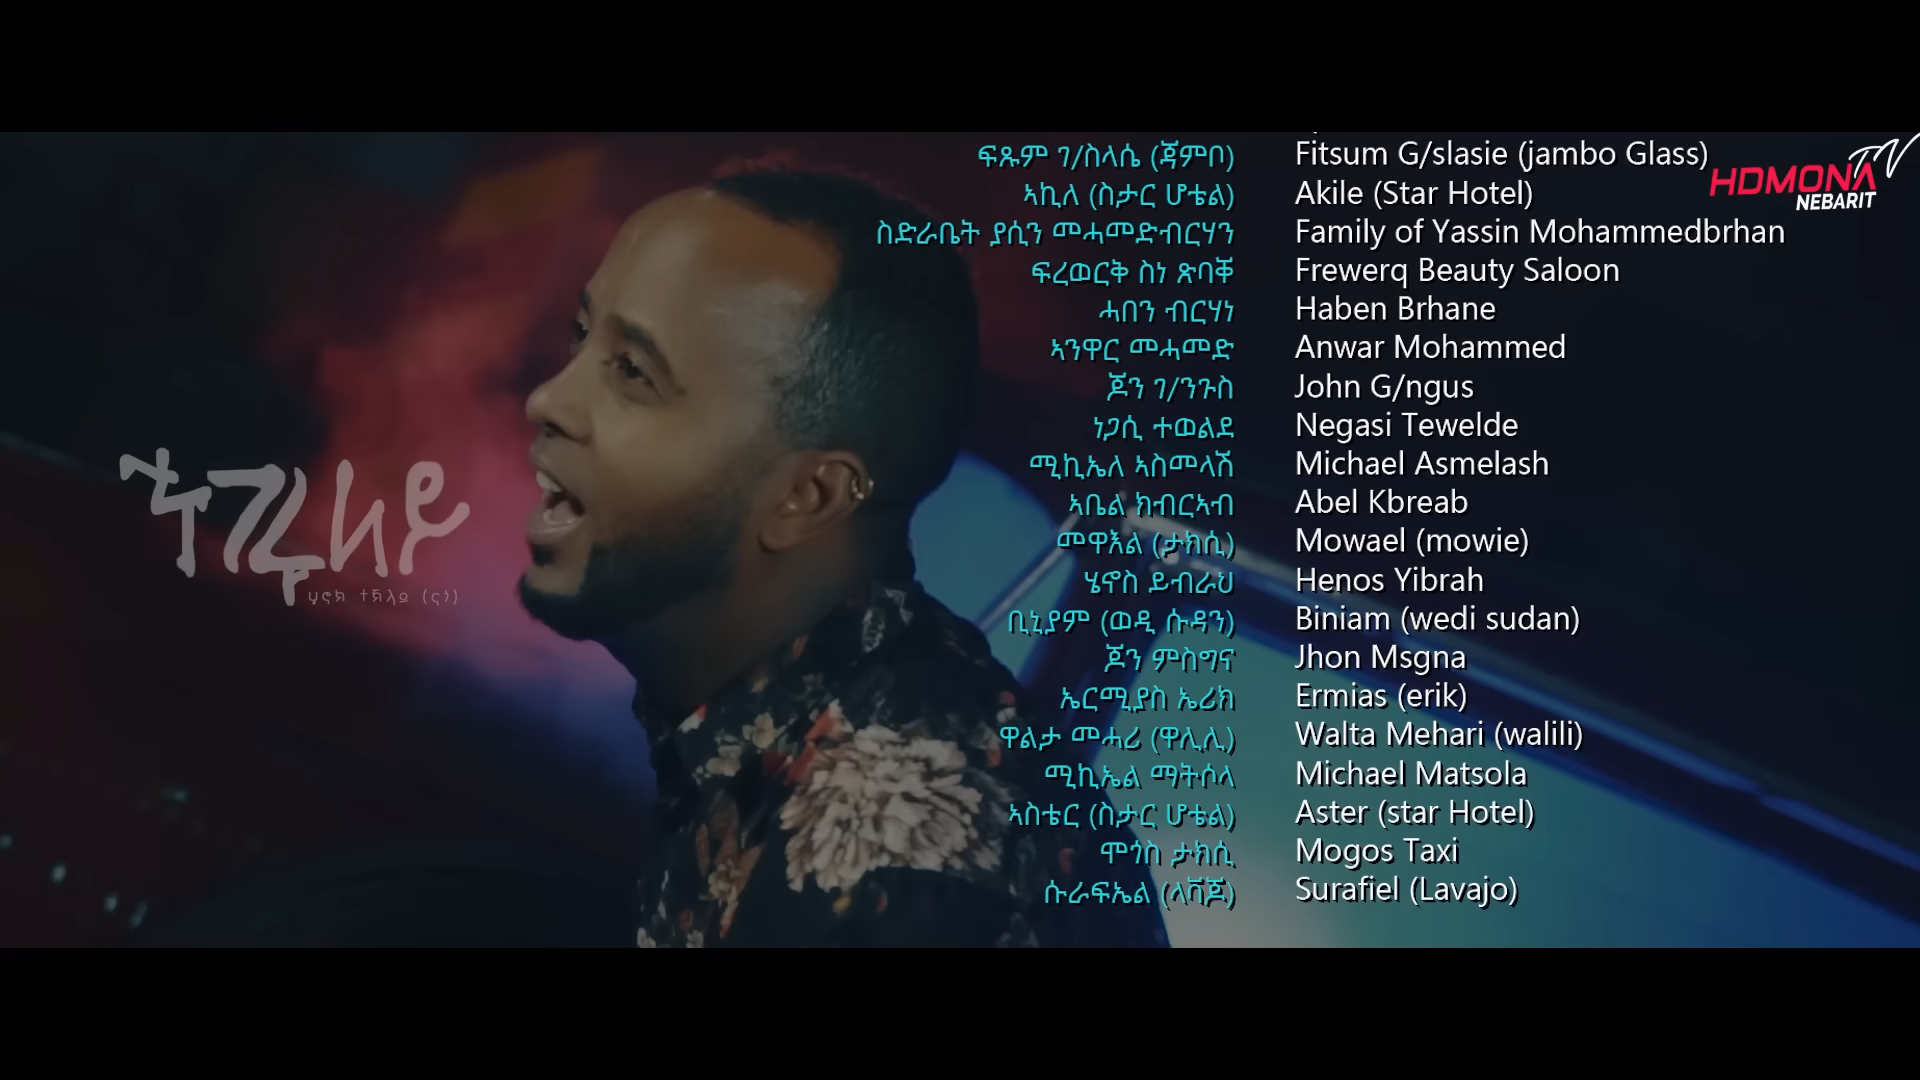 ፍጹም ገ/ስላሴ (ጃምቦ) Fitsum G/slasie (jambo Glass)
HDMONA TV
NEBARIT
ኣኪለ (ስታር ሆቴል) Akile (Star Hotel)
ስድራቤት ያሲን መሓመድብርሃን Family of Yassin Mohammedbrhan
ፍረወርቅ ስነ ጽባቐ Frewerq Beauty Saloon
ሓበን ብርሃነ Haben Brhane
ኣንዋር መሓመድ Anwar Mohammed
ጆን ገ/ንጉስ John G/ngus
ነጋሲ ተወልደ Negasi Tewelde
ሚኪኤለ ኣስመላሽ Michael Asmelash
ኣቤል ክብርኣብ Abel Kbreab
መዋእል (ታክሲ) Mowael (mowie)
ሄኖስ ይብራህ Henos Yibrah
ቢኒያም (ወዲ ሱዳን) Biniam (wedi sudan)
ጆን ምስግና Jhon Msgna
ኤርሚያስ ኤሪክ Ermias (erik)
ዋልታ መሓሪ (ዋሊሊ) Walta Mehari (walili)
ሚኪኤል ማትሶላ Michael Matsola
ኣስቴር (ስታር ሆቴል) Aster (star Hotel)
ሞጎስ ታክሲ Mogos Taxi
ሱራፍኤል (ላቫጆ) Surafiel (Lavajo)